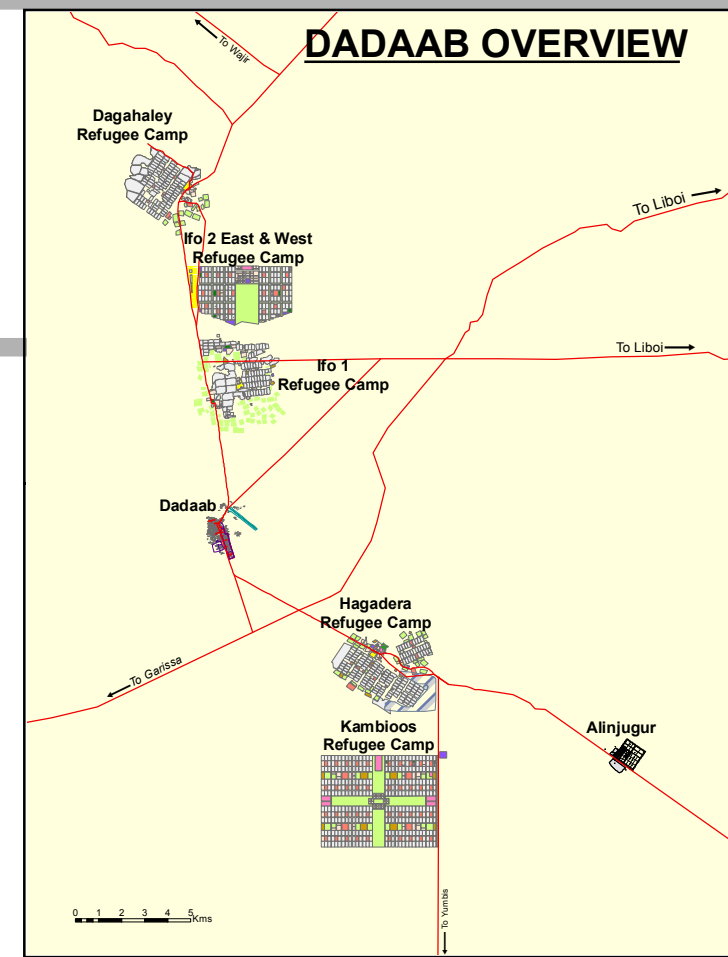 DADAAB OVERVIEW
To Wajir
Dagahaley
Refugee Camp
To Liboi
Ifo 2 East & West
Refugee Camp
To Liboi
Ifo 1
Refugee Camp
Dadaab
Hagadera
Refugee Camp
To Garissa
Kambioos
Refugee Camp
Alinjugur
To Yumbis
0 1 2 3 4 5
Kms